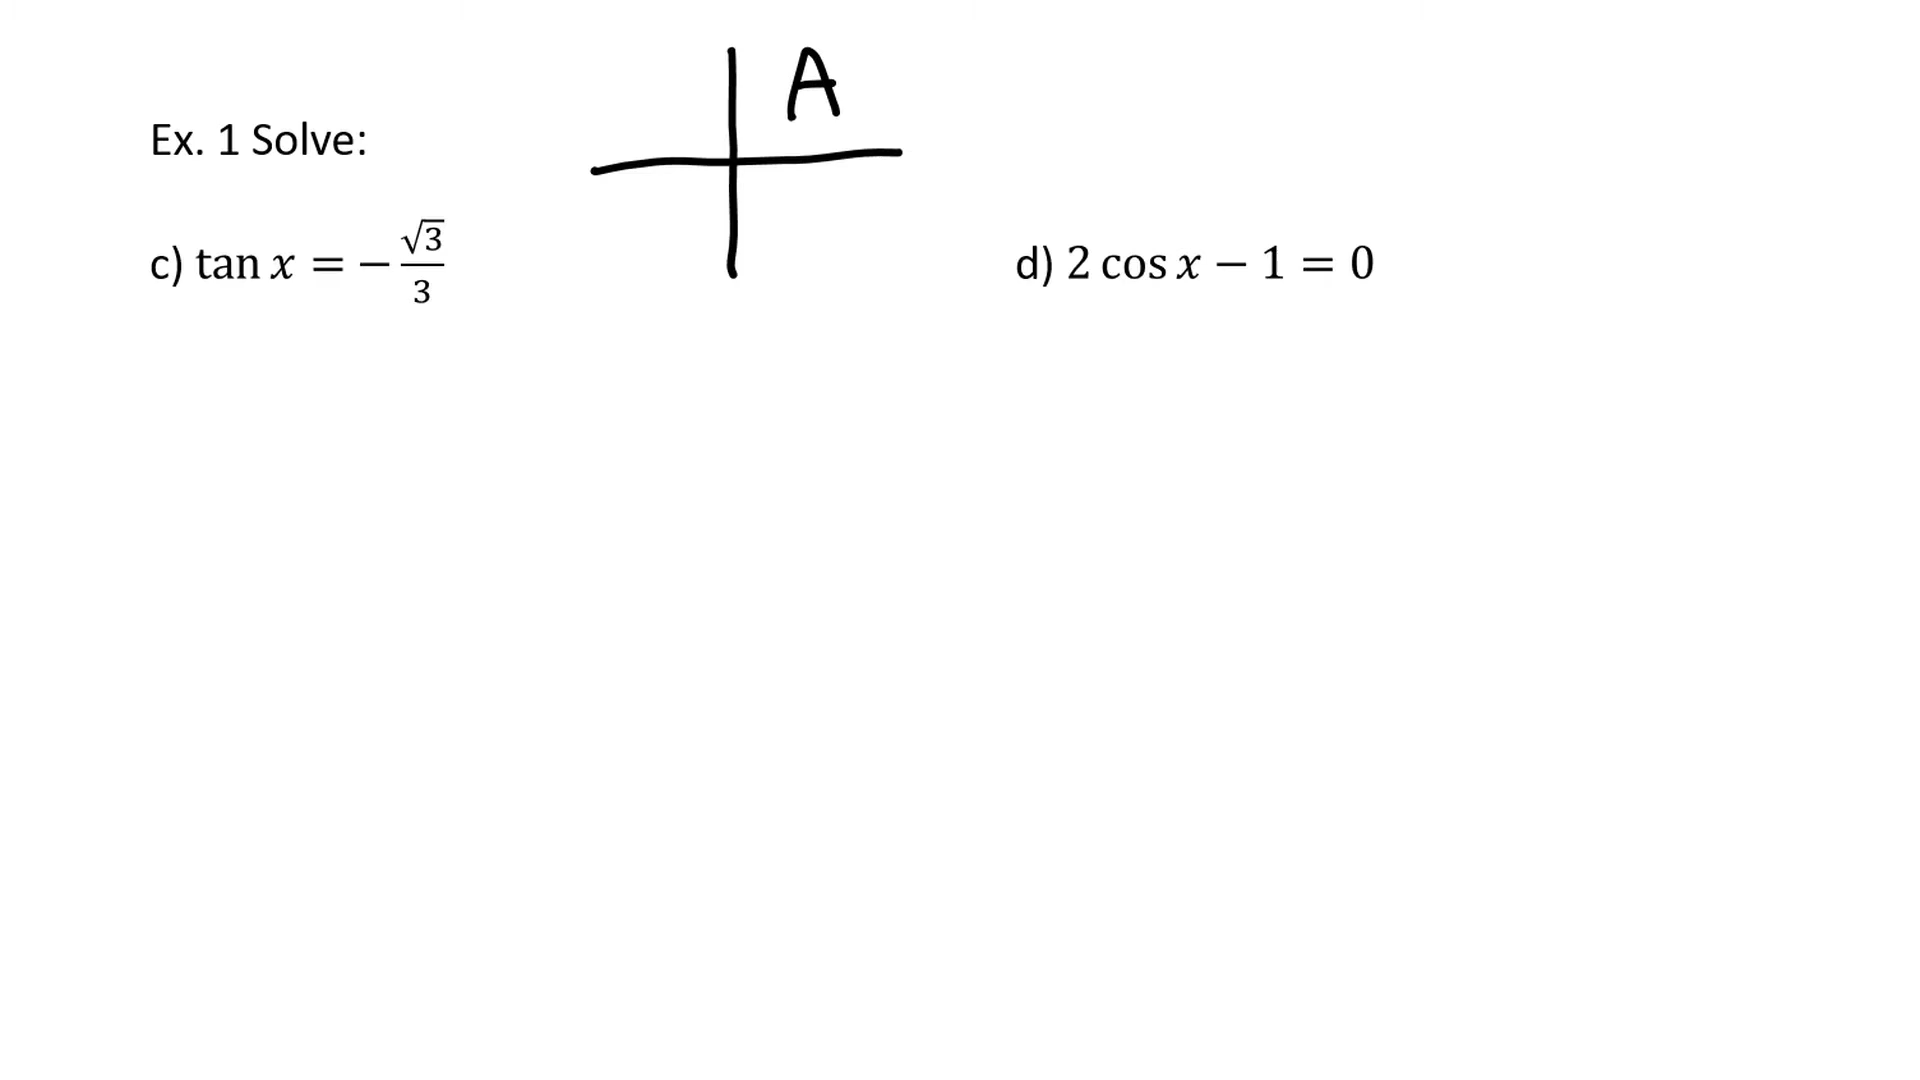 A
Ex. 1 Solve:
c) tan x = −√3/3
d) 2 cos x − 1 = 0